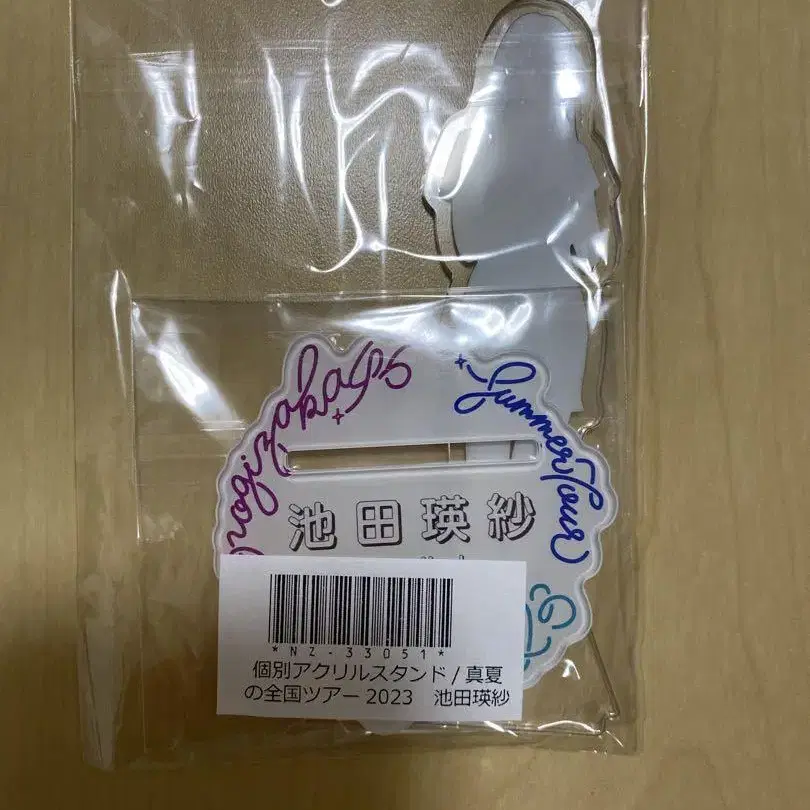 Nogizaka46
Summer Tour
池田瑛紗
*NZ-33051*
個別アクリルスタンド / 真夏
の全国ツアー 2023　池田瑛紗